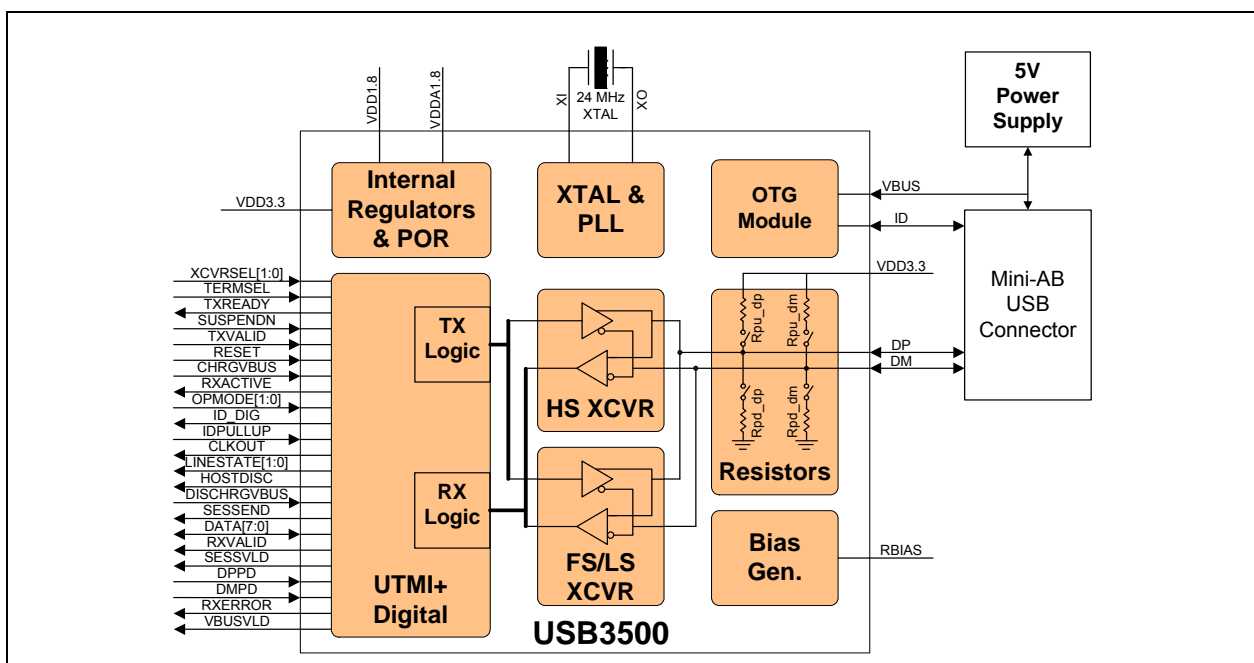 VDD1.8
VDDA1.8
XI
24 MHz
XTAL
XO
5V
Power
Supply
Internal
Regulators
& POR
XTAL &
PLL
OTG
Module
VBUS
ID
VDD3.3
VDD3.3
Mini-AB
USB
Connector
XCVRSEL[1:0]
TERMSEL
TXREADY
SUSPENDN
TXVALID
RESET
CHRGVBUS
RXACTIVE
OPMODE[1:0]
ID_DIG
IDPULLUP
CLKOUT
LINESTATE[1:0]
HOSTDISC
DISCHRGVBUS
SESSEND
DATA[7:0]
RXVALID
SESSVLD
DPPD
DMPD
RXERROR
VBUSVLD
TX
Logic
RX
Logic
UTMI+
Digital
HS XCVR
FS/LS
XCVR
Rpu_dp
Rpu_dm
Rpd_dp
Rpd_dm
Resistors
DP
DM
Bias
Gen.
RBIAS
USB3500